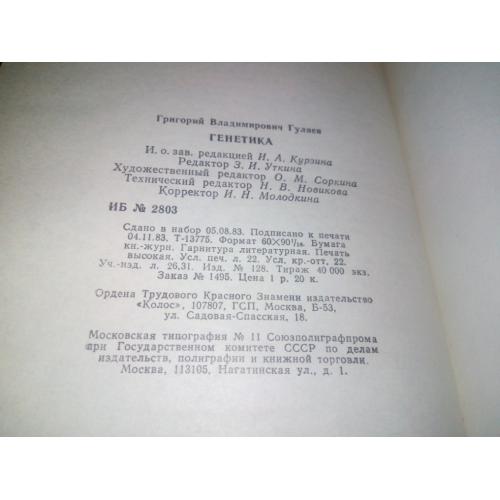 Григорий Владимирович Гуляев
ГЕНЕТИКА
И. о. зав. редакцией И. А. Курзина
Редактор З. И. Уткина
Художественный редактор О. М. Соркина
Технический редактор Н. В. Новикова
Корректор И. Н. Молодкина
ИБ № 2803
Сдано в набор 05.08.83. Подписано к печати
04.11.83. Т-13775. Формат 60×90¹/₁₆. Бумага
кн.-журн. Гарнитура литературная. Печать
высокая. Усл. печ. л. 22. Усл. кр.-отт. 22.
Уч.-изд. л. 26,31. Изд. № 128. Тираж 40 000 экз.
Заказ № 1495. Цена 1 р. 20 к.
Ордена Трудового Красного Знамени издательство
«Колос», 107807, ГСП, Москва, Б-53,
ул. Садовая-Спасская, 18.
Московская типография № 11 Союзполиграфпрома
при Государственном комитете СССР по делам
издательств, полиграфии и книжной торговли.
Москва, 113105, Нагатинская ул., д. 1.